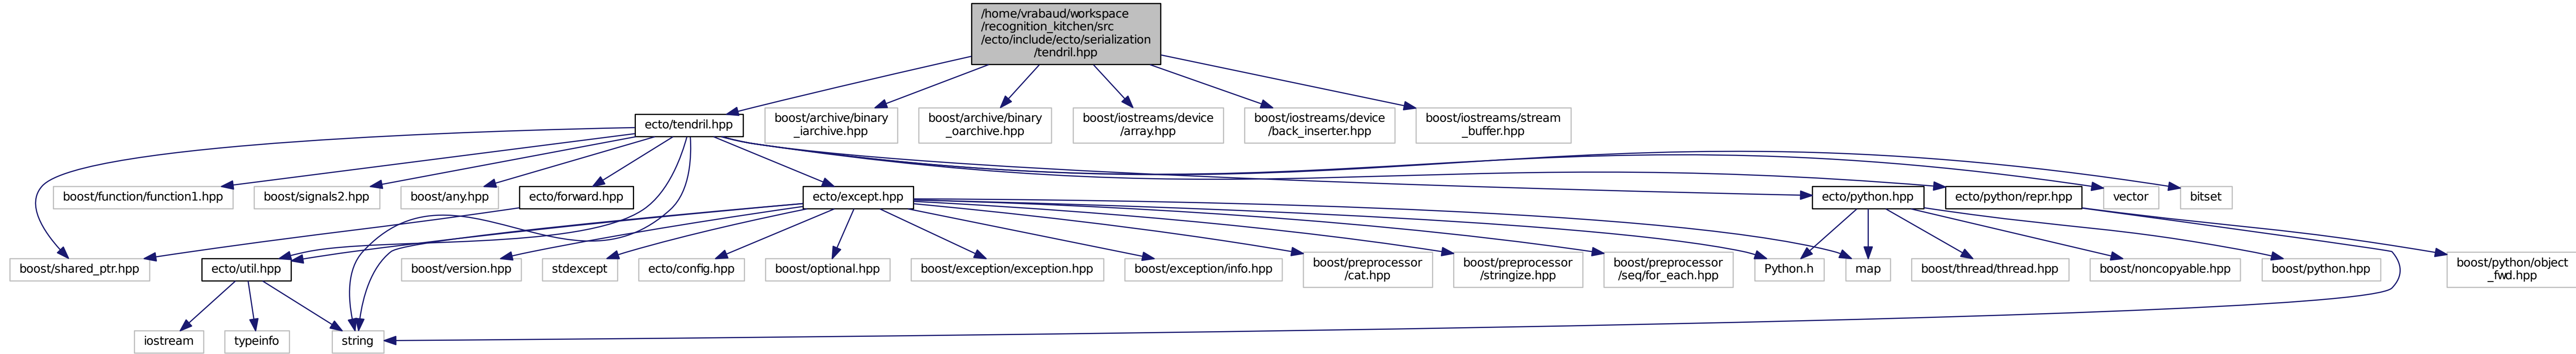 /home/vrabaud/workspace
/recognition_kitchen/src
/ecto/include/ecto/serialization
/tendril.hpp
ecto/tendril.hpp
boost/archive/binary
_iarchive.hpp
boost/archive/binary
_oarchive.hpp
boost/iostreams/device
/array.hpp
boost/iostreams/device
/back_inserter.hpp
boost/iostreams/stream
_buffer.hpp
boost/function/function1.hpp
boost/signals2.hpp
boost/any.hpp
ecto/forward.hpp
ecto/except.hpp
ecto/python.hpp
ecto/python/repr.hpp
vector
bitset
boost/shared_ptr.hpp
ecto/util.hpp
boost/version.hpp
stdexcept
ecto/config.hpp
boost/optional.hpp
boost/exception/exception.hpp
boost/exception/info.hpp
boost/preprocessor
/cat.hpp
boost/preprocessor
/stringize.hpp
boost/preprocessor
/seq/for_each.hpp
Python.h
map
boost/thread/thread.hpp
boost/noncopyable.hpp
boost/python.hpp
boost/python/object
_fwd.hpp
iostream
typeinfo
string